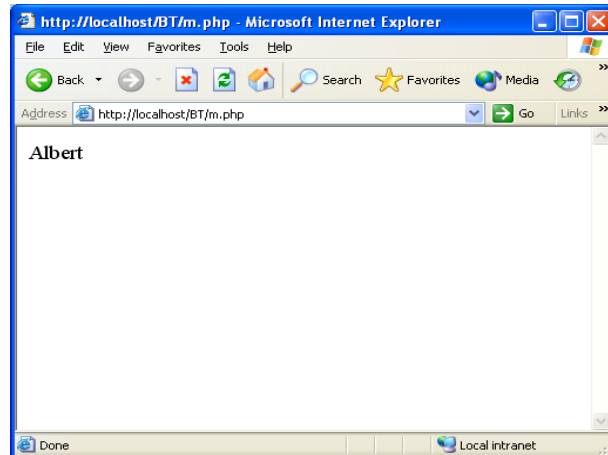 http://localhost/BT/m.php - Microsoft Internet Explorer
File Edit View Favorites Tools Help
Back Search Favorites Media »
Address http://localhost/BT/m.php Go Links »
Albert
Done Local intranet